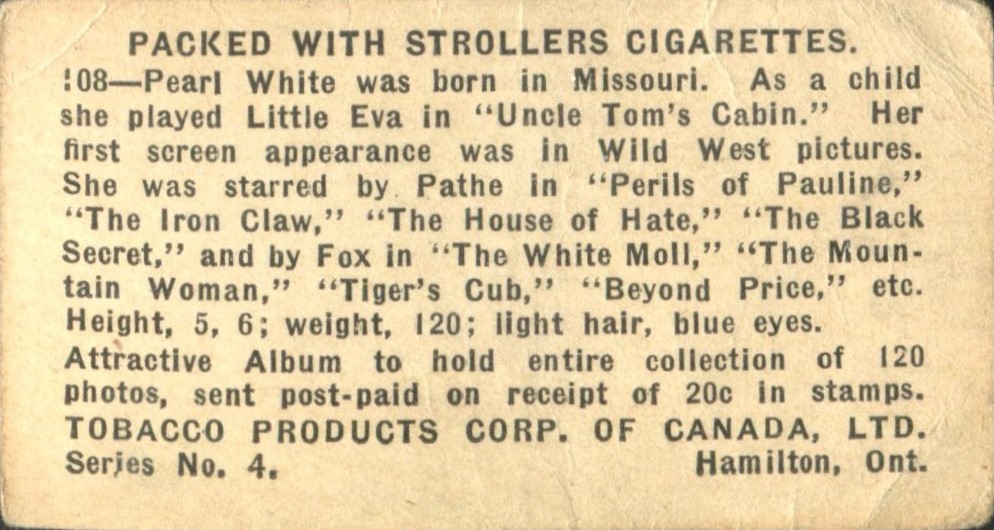 PACKED WITH STROLLERS CIGARETTES.
108—Pearl White was born in Missouri. As a child
she played Little Eva in “Uncle Tom’s Cabin.” Her
first screen appearance was in Wild West pictures.
She was starred by Pathe in “Perils of Pauline,”
“The Iron Claw,” “The House of Hate,” “The Black
Secret,” and by Fox in “The White Moll,” “The Moun-
tain Woman,” “Tiger’s Cub,” “Beyond Price,” etc.
Height, 5, 6; weight, 120; light hair, blue eyes.
Attractive Album to hold entire collection of 120
photos, sent post-paid on receipt of 20c in stamps.
TOBACCO PRODUCTS CORP. OF CANADA, LTD.
Series No. 4. Hamilton, Ont.